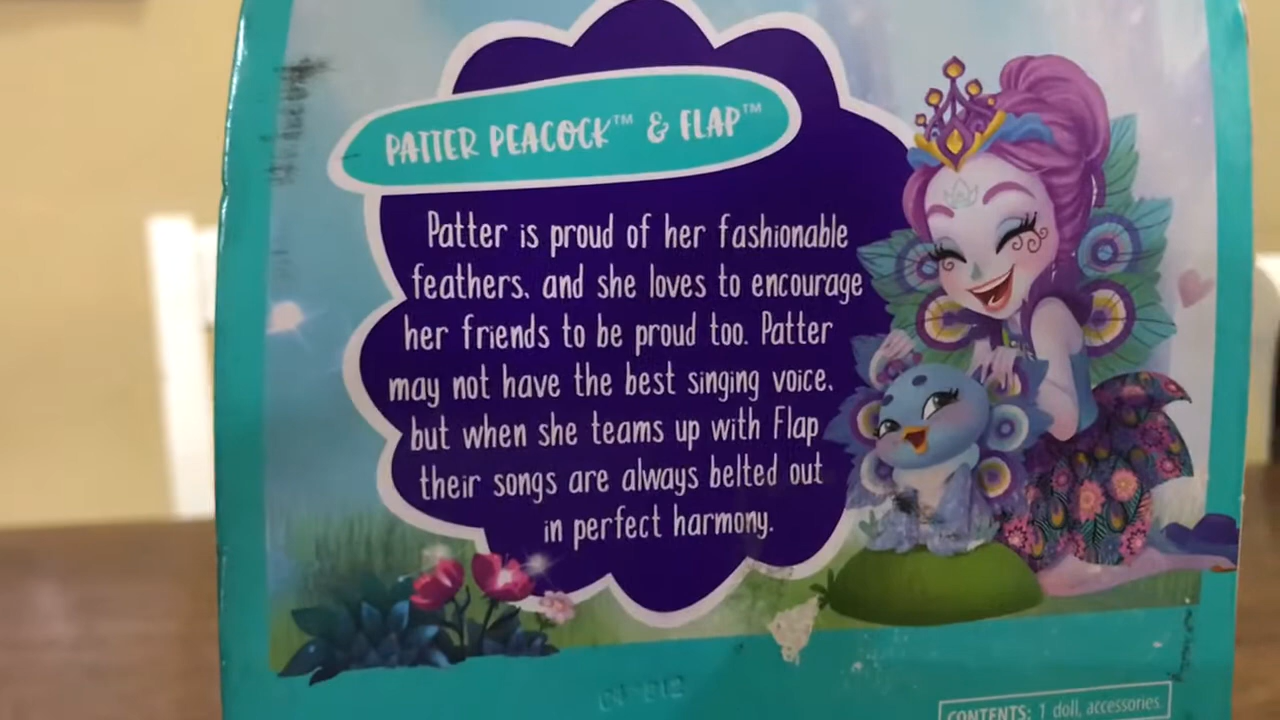 PATTER PEACOCK™ & FLAP™
Patter is proud of her fashionable
feathers, and she loves to encourage
her friends to be proud too. Patter
may not have the best singing voice,
but when she teams up with Flap
their songs are always belted out
in perfect harmony.
CONTENTS: 1 doll, accessories.